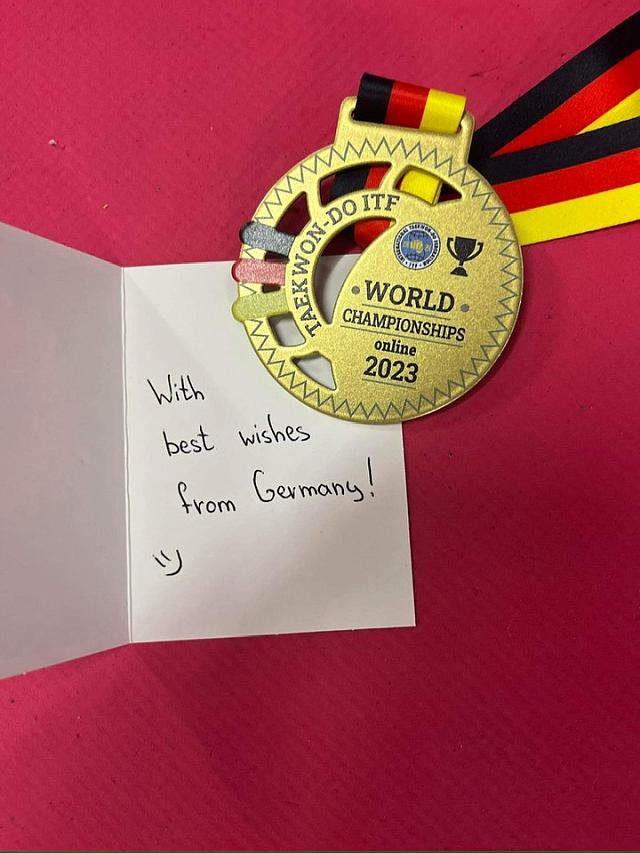 TAEKWON-DO ITF
WORLD
CHAMPIONSHIPS
online
2023
With
best wishes
from Germany!